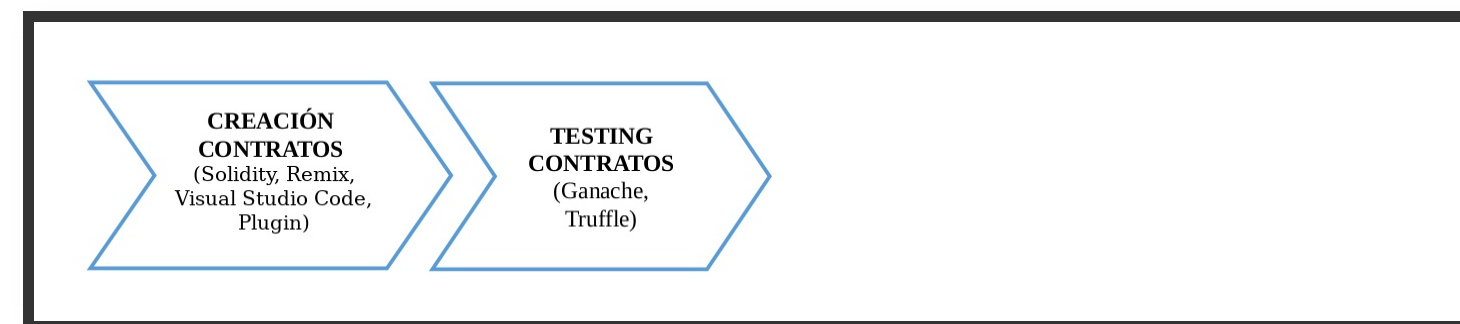 CREACIÓN
CONTRATOS
(Solidity, Remix,
Visual Studio Code,
Plugin)
TESTING
CONTRATOS
(Ganache,
Truffle)